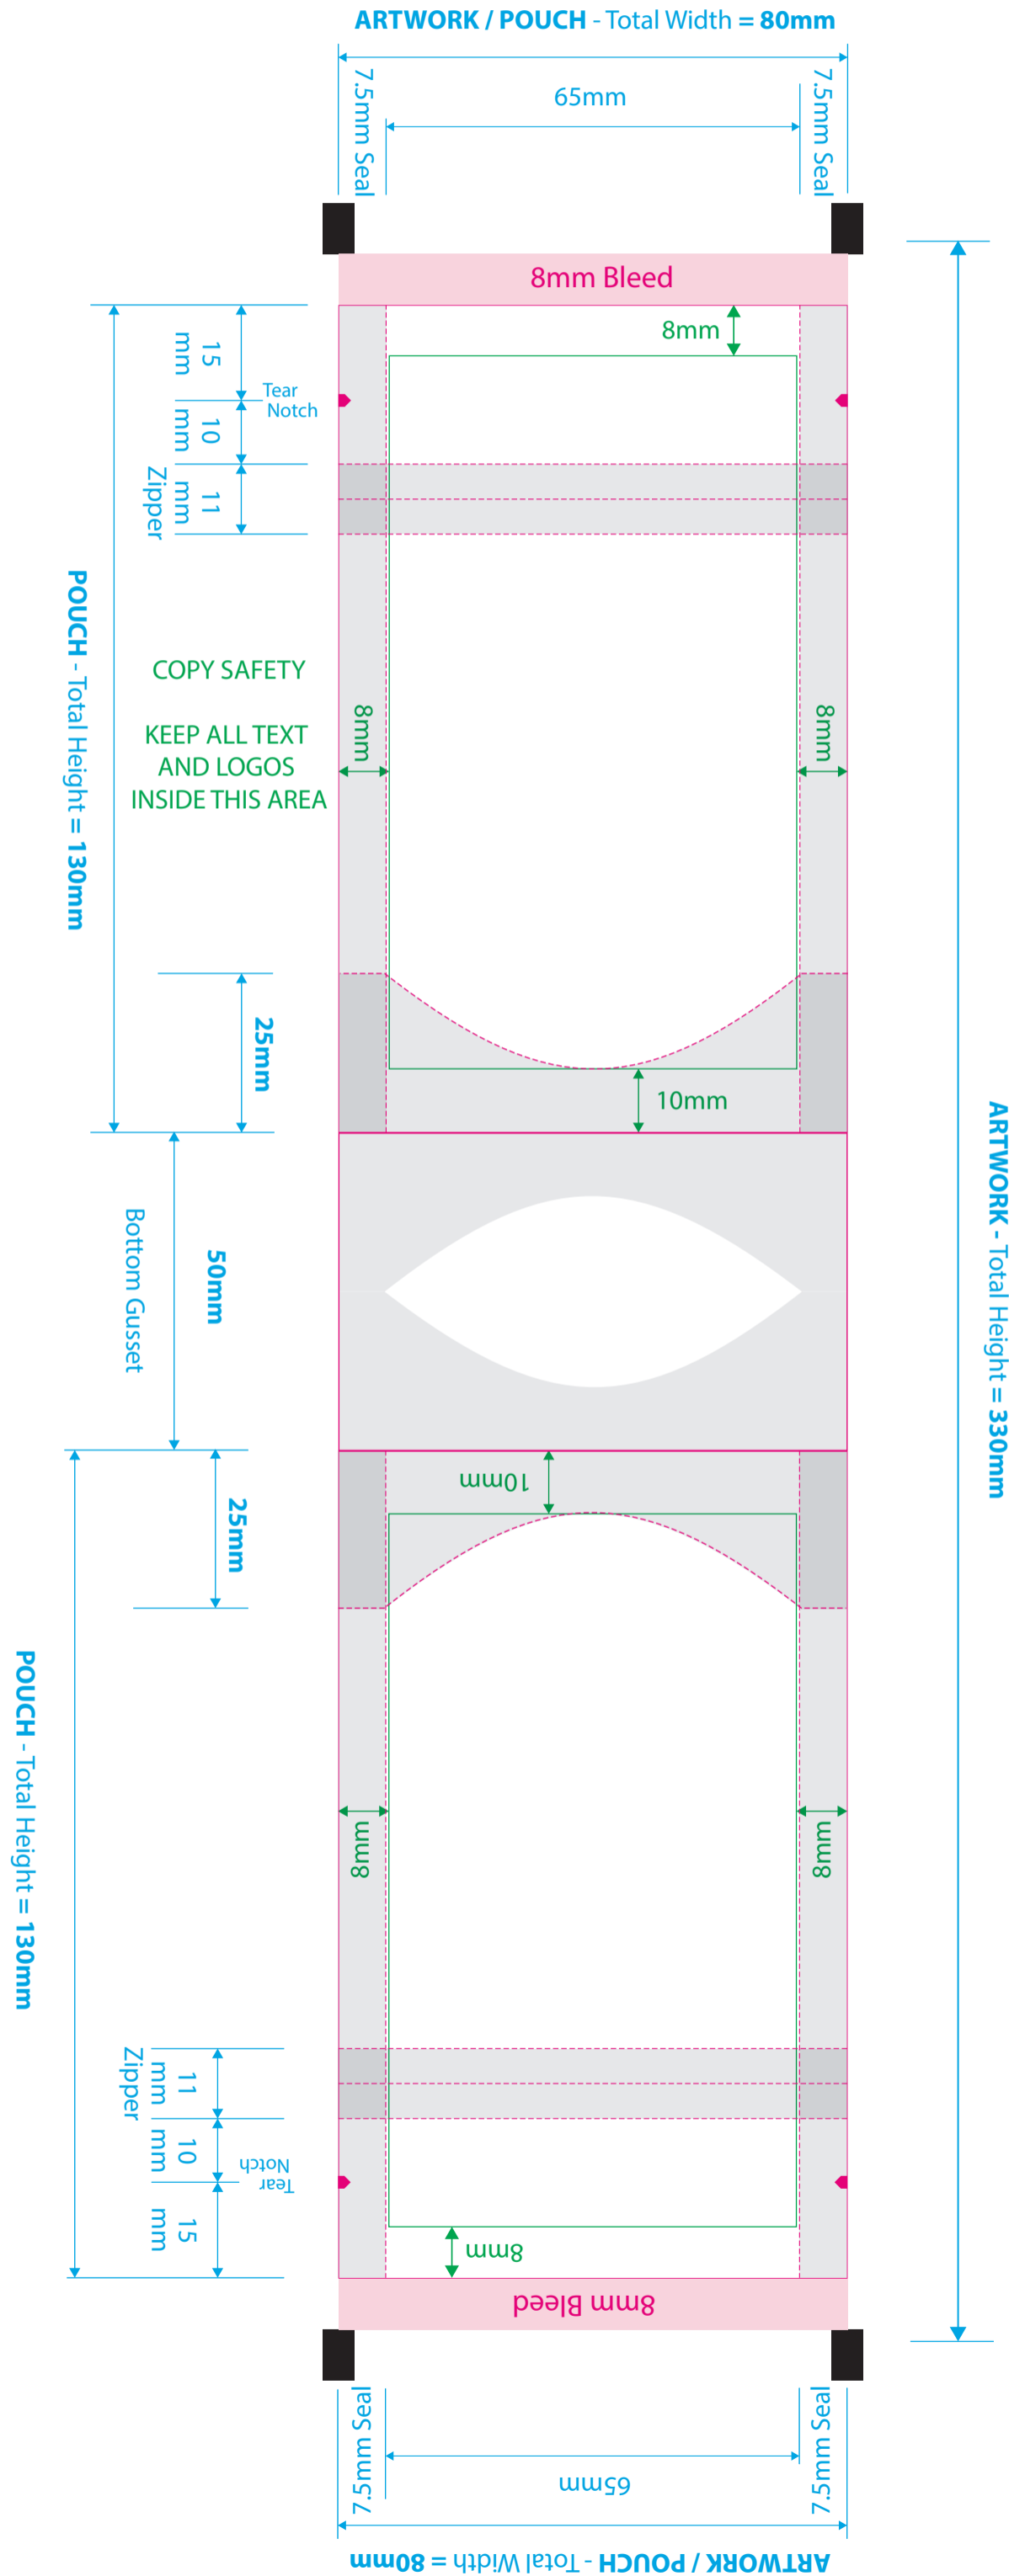 ARTWORK / POUCH - Total Width = 80mm
7.5mm Seal
65mm
7.5mm Seal
8mm Bleed
8mm
15
mm
Tear
Notch
10
mm
11
mm
Zipper
POUCH - Total Height = 130mm
COPY SAFETY
KEEP ALL TEXT
AND LOGOS
INSIDE THIS AREA
8mm
8mm
25mm
10mm
ARTWORK - Total Height = 330mm
50mm
Bottom Gusset
10mm
25mm
POUCH - Total Height = 130mm
8mm
8mm
11
mm
Zipper
10
mm
Tear
Notch
15
mm
8mm
8mm Bleed
7.5mm Seal
65mm
7.5mm Seal
ARTWORK / POUCH - Total Width = 80mm